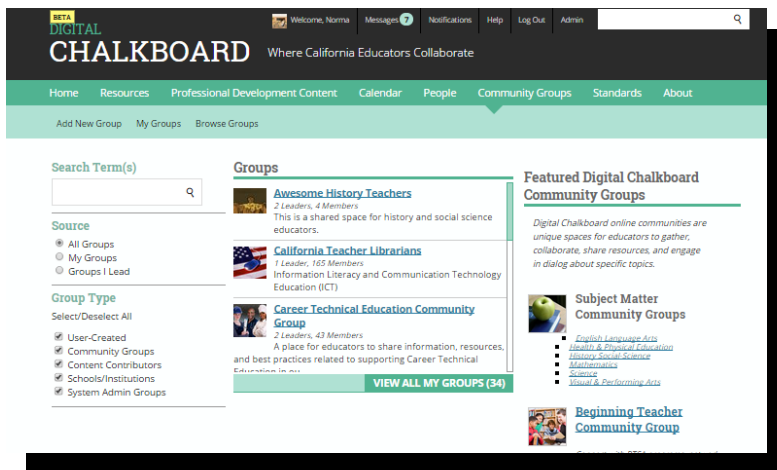 BETA
DIGITAL
CHALKBOARD
Where California Educators Collaborate
Welcome, Norma
Messages 7
Notifications
Help
Log Out
Admin
Home
Resources
Professional Development Content
Calendar
People
Community Groups
Standards
About
Add New Group
My Groups
Browse Groups
Search Term(s)
Source
All Groups
My Groups
Groups I Lead
Group Type
Select/Deselect All
User-Created
Community Groups
Content Contributors
Schools/Institutions
System Admin Groups
Groups
Awesome History Teachers
2 Leaders, 4 Members
This is a shared space for history and social science
educators.
California Teacher Librarians
1 Leader, 165 Members
Information Literacy and Communication Technology
Education (ICT)
Career Technical Education Community
Group
2 Leaders, 43 Members
A place for educators to share information, resources,
and best practices related to supporting Career Technical
Education in
VIEW ALL MY GROUPS (34)
Featured Digital Chalkboard
Community Groups
Digital Chalkboard online communities are
unique spaces for educators to gather,
collaborate, share resources, and engage
in dialog about specific topics.
Subject Matter
Community Groups
English Language Arts
Health & Physical Education
History Social Science
Mathematics
Science
Visual & Performing Arts
Beginning Teacher
Community Group